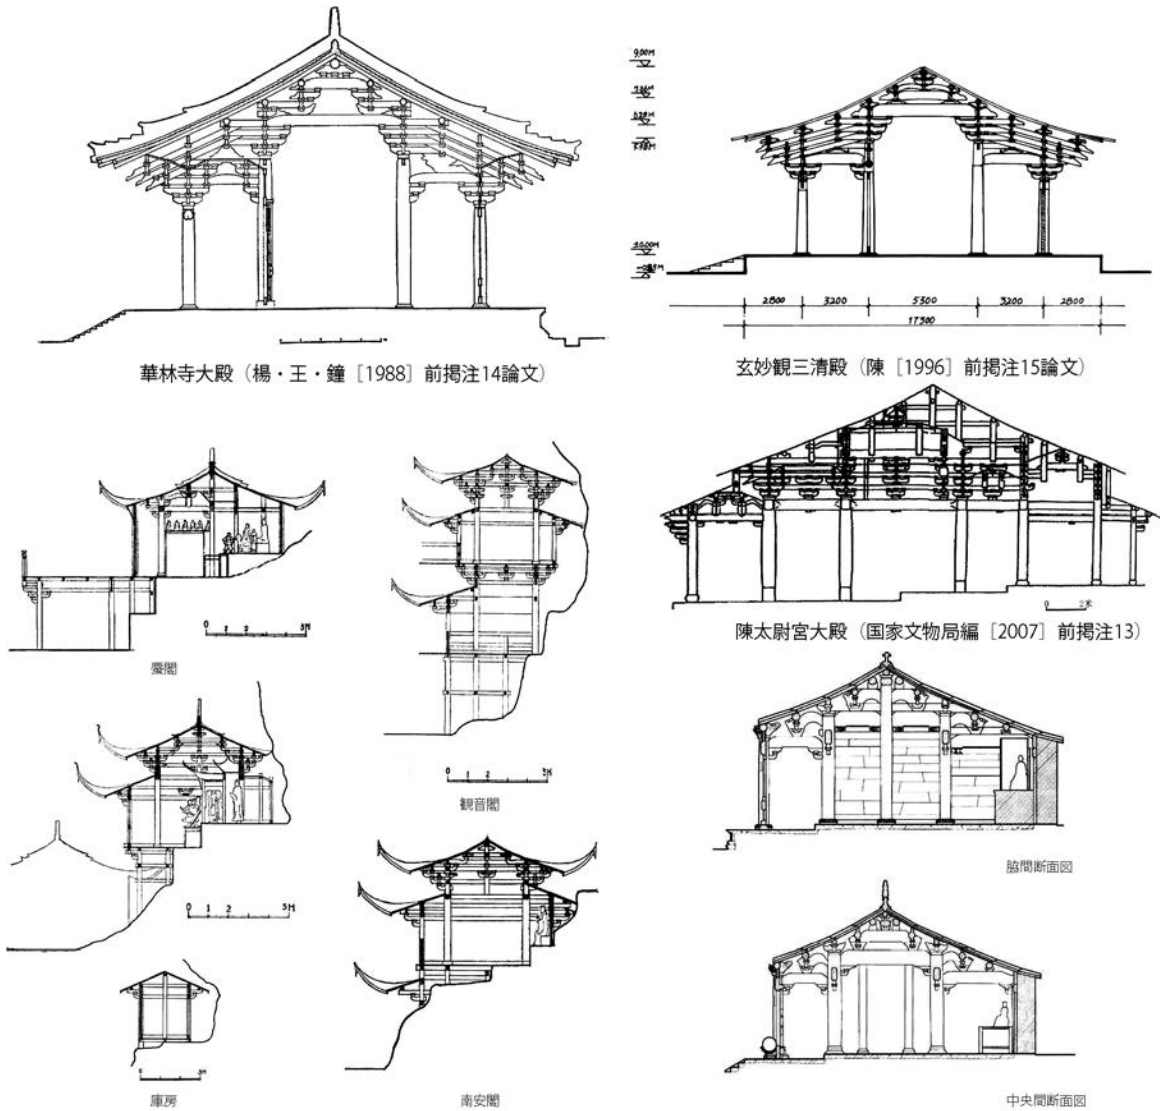 900M
華林寺大殿（楊・王・鐘［1988］前掲注14論文）
2800 3200 5300 3200 2800
17300
玄妙観三清殿（陳［1996］前掲注15論文）
0 2米
陳太尉宮大殿（国家文物局編［2007］前掲注13）
0 1 2 3M
蜃閣
0 1 2 3M
観音閣
0 1 2 3M
脇間断面図
0 3M
庫房
南安閣
中央間断面図